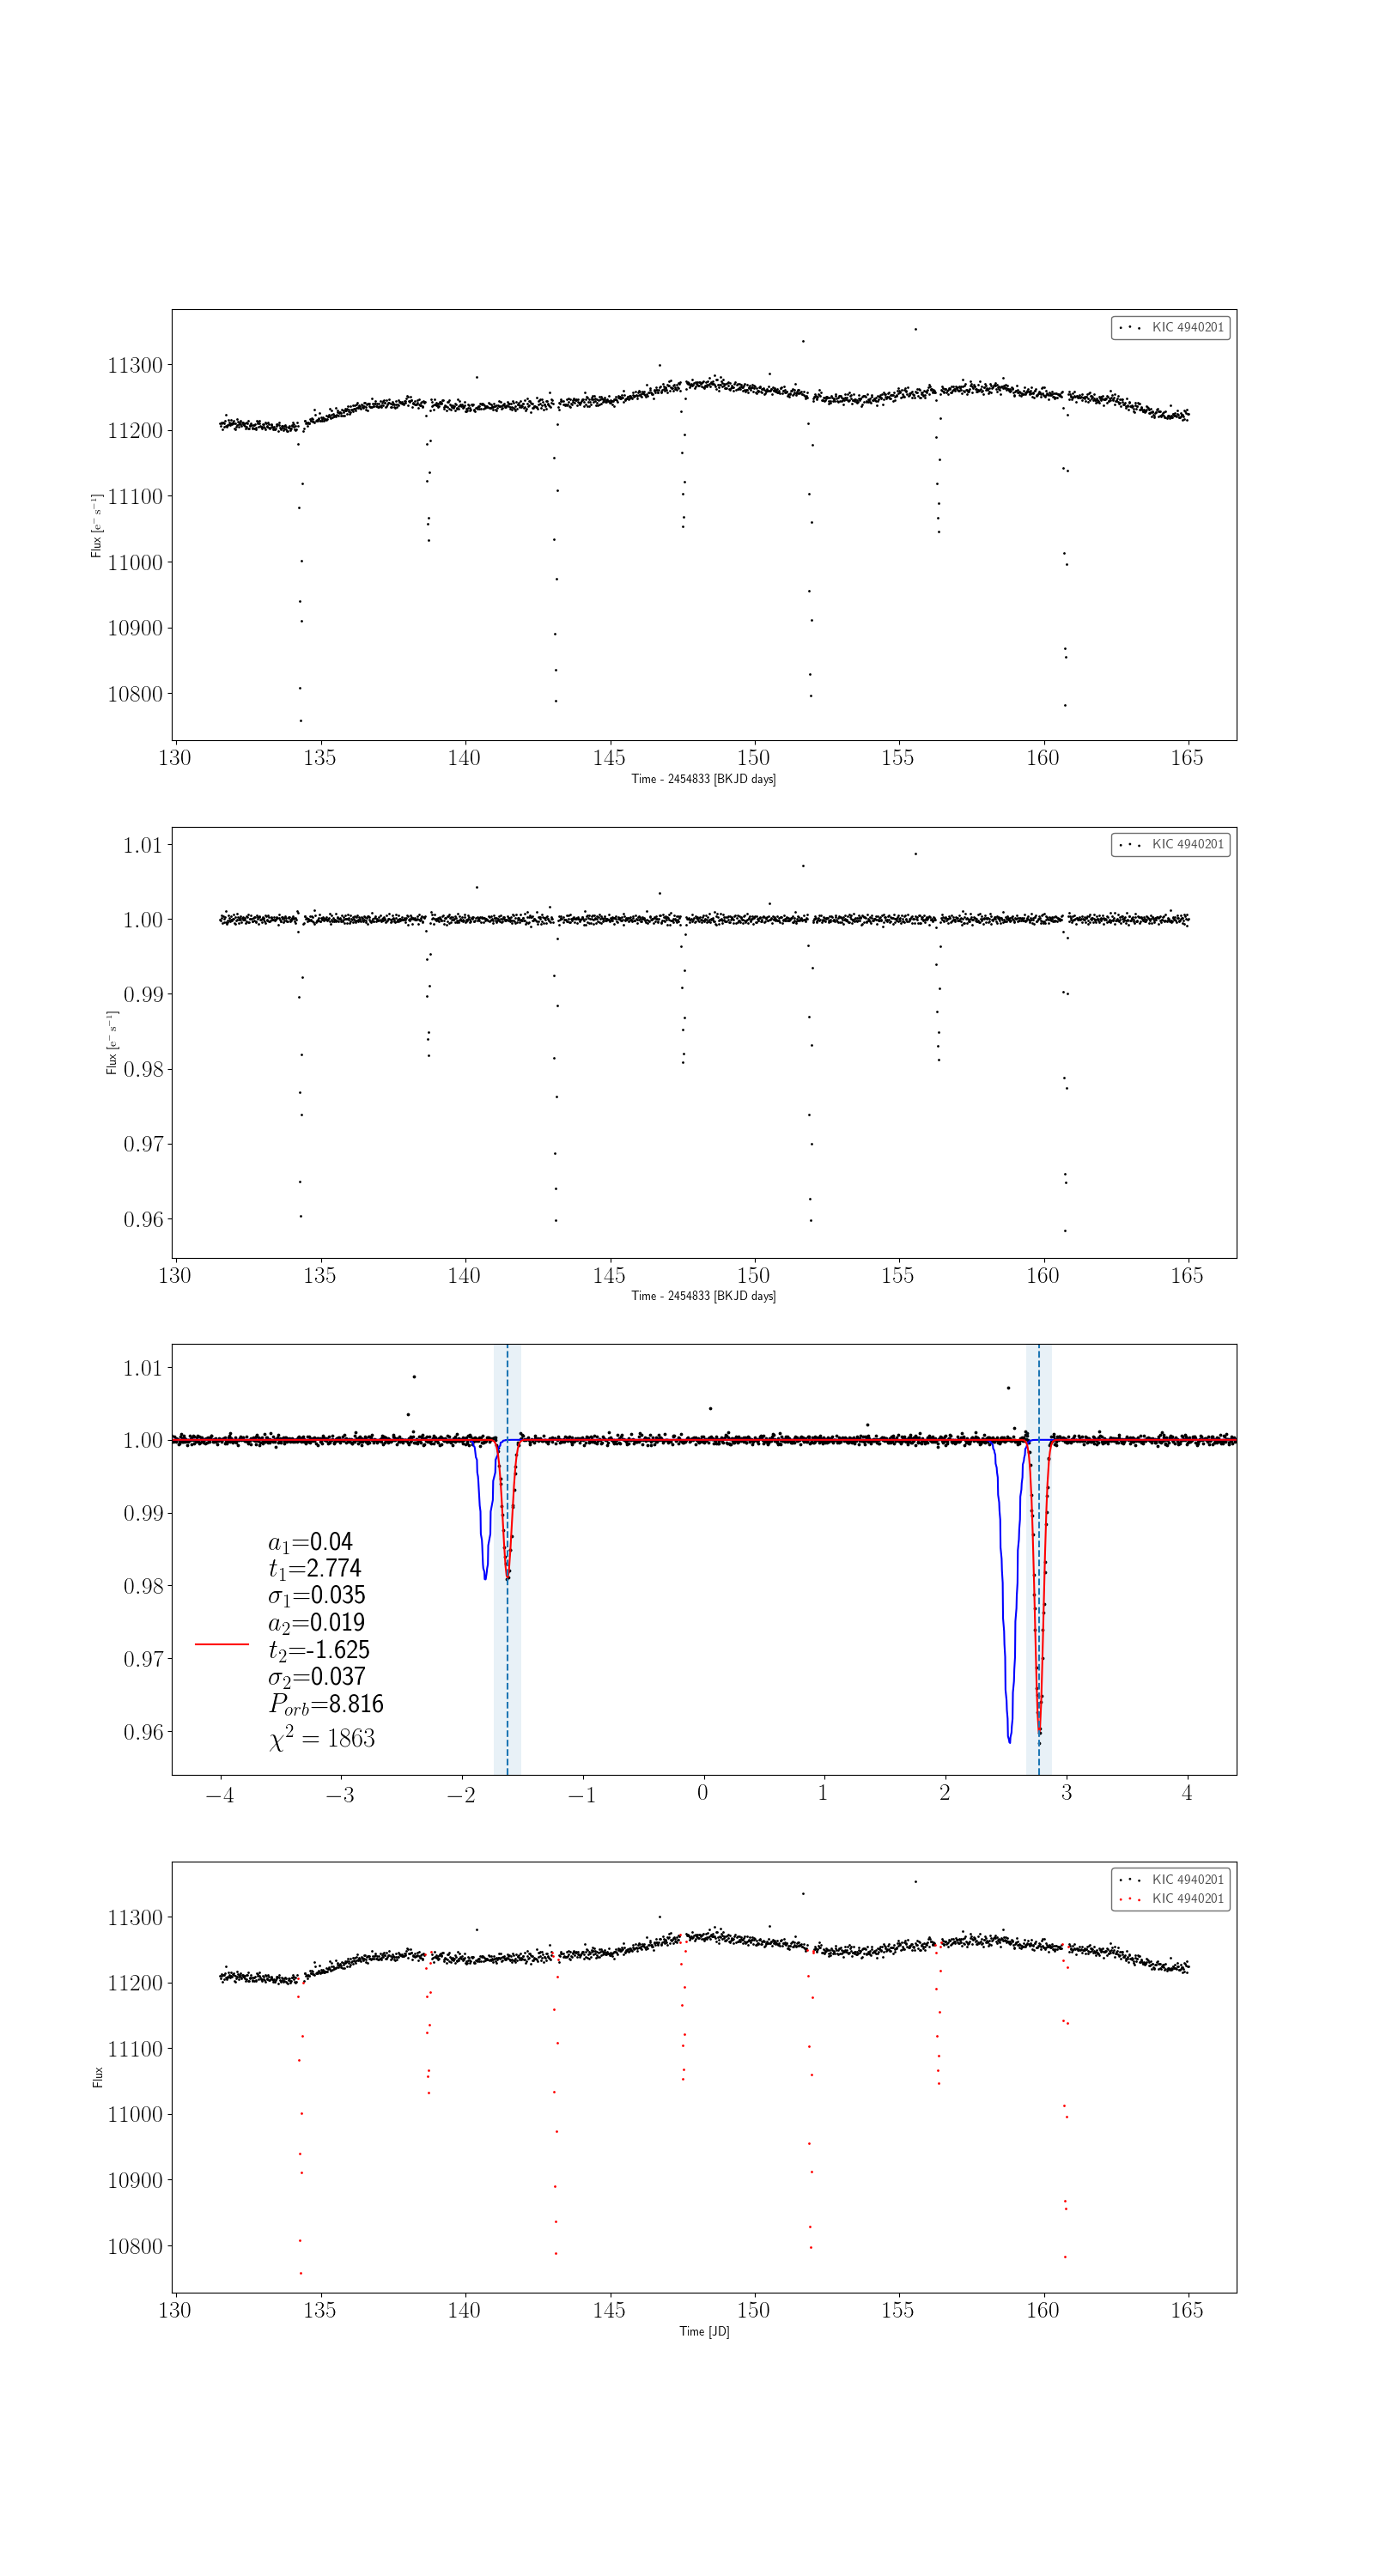 KIC 4940201
11300
11200
11100
11000
10900
10800
Flux [e⁻ s⁻¹]
130 135 140 145 150 155 160 165
Time - 2454833 [BKJD days]
KIC 4940201
1.01
1.00
0.99
0.98
0.97
0.96
Flux [e⁻ s⁻¹]
130 135 140 145 150 155 160 165
Time - 2454833 [BKJD days]
1.01
1.00
0.99
0.98
0.97
0.96
a₁=0.04
t₁=2.774
σ₁=0.035
a₂=0.019
t₂=-1.625
σ₂=0.037
P_orb=8.816
χ² = 1863
−4 −3 −2 −1 0 1 2 3 4
KIC 4940201
KIC 4940201
11300
11200
11100
11000
10900
10800
Flux
130 135 140 145 150 155 160 165
Time [JD]